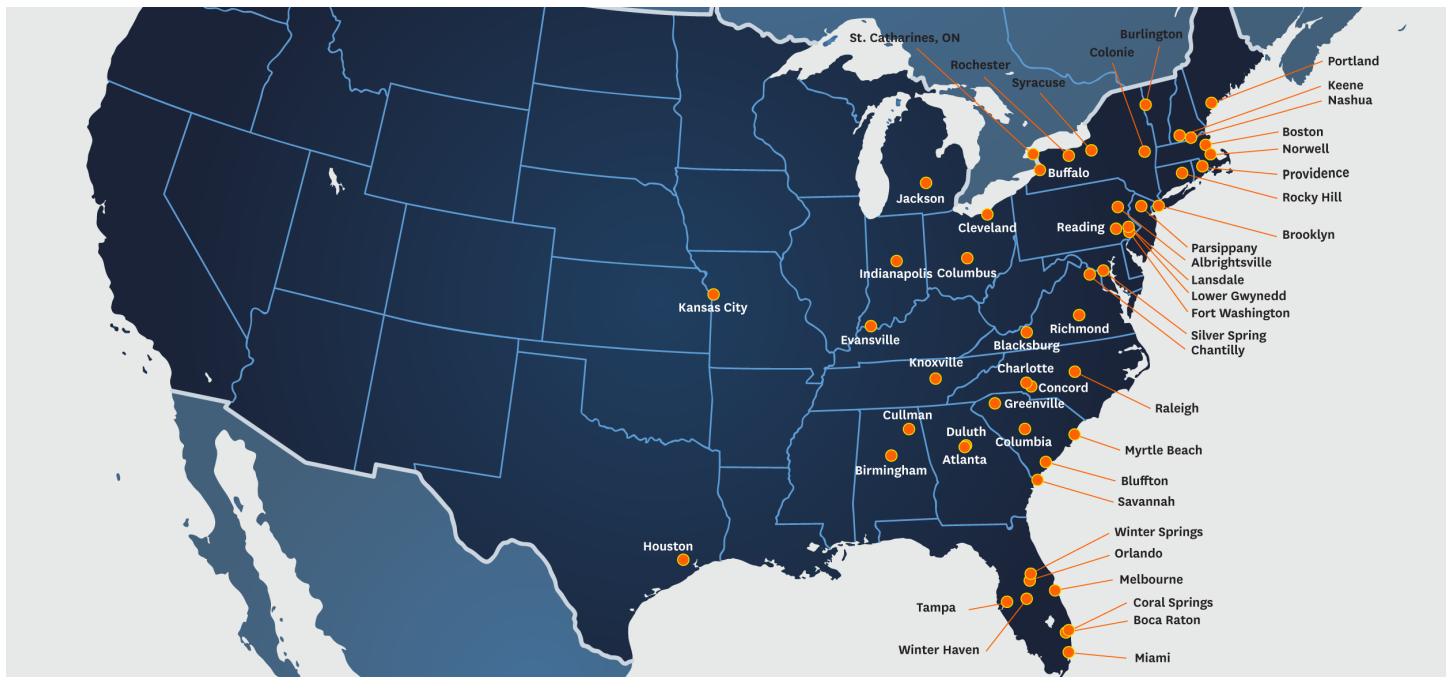 Burlington
St. Catharines, ON
Colonie
Portland
Rochester
Syracuse
Keene
Nashua
Boston
Norwell
Providence
Buffalo
Jackson
Rocky Hill
Cleveland
Reading
Brooklyn
Parsippany
Albrightsville
Indianapolis
Columbus
Lansdale
Lower Gwynedd
Kansas City
Fort Washington
Richmond
Silver Spring
Evansville
Blacksburg
Chantilly
Knoxville
Charlotte
Concord
Greenville
Raleigh
Cullman
Duluth
Columbia
Myrtle Beach
Atlanta
Birmingham
Bluffton
Savannah
Winter Springs
Houston
Orlando
Melbourne
Coral Springs
Tampa
Boca Raton
Winter Haven
Miami